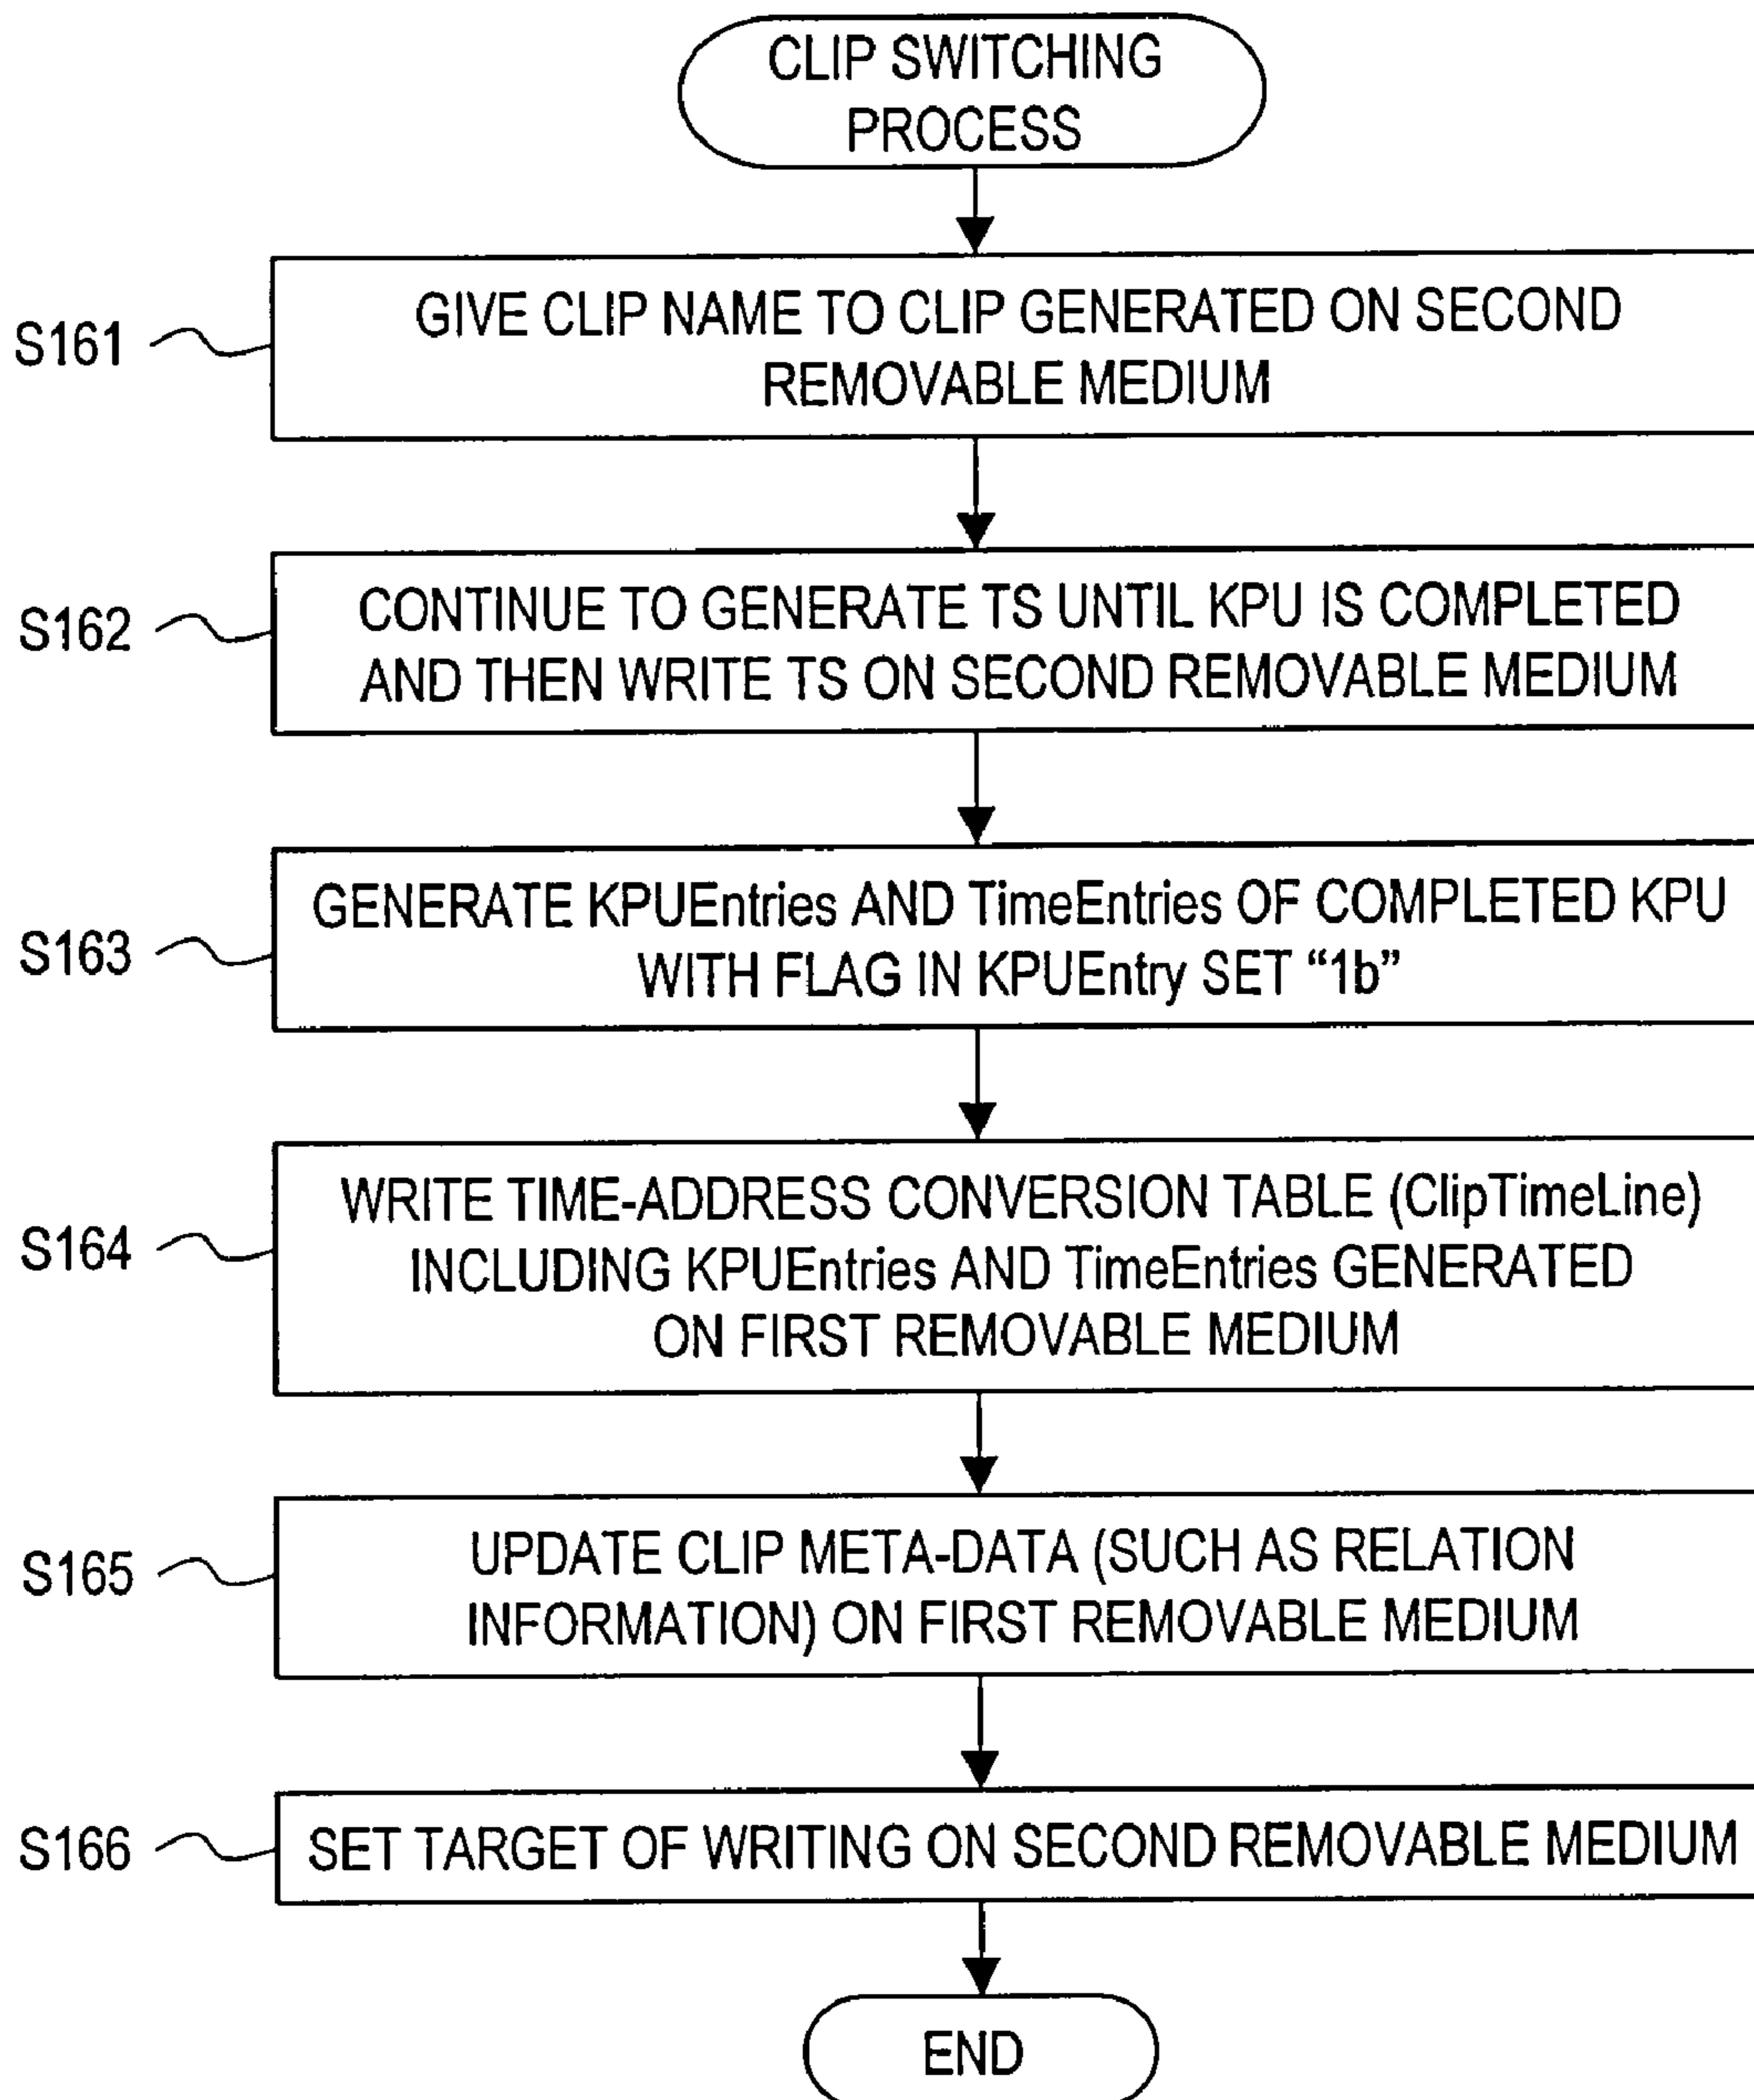 CLIP SWITCHING
PROCESS
S161
GIVE CLIP NAME TO CLIP GENERATED ON SECOND
REMOVABLE MEDIUM
S162
CONTINUE TO GENERATE TS UNTIL KPU IS COMPLETED
AND THEN WRITE TS ON SECOND REMOVABLE MEDIUM
S163
GENERATE KPUEntries AND TimeEntries OF COMPLETED KPU
WITH FLAG IN KPUEntry SET “1b”
S164
WRITE TIME-ADDRESS CONVERSION TABLE (ClipTimeLine)
INCLUDING KPUEntries AND TimeEntries GENERATED
ON FIRST REMOVABLE MEDIUM
S165
UPDATE CLIP META-DATA (SUCH AS RELATION
INFORMATION) ON FIRST REMOVABLE MEDIUM
S166
SET TARGET OF WRITING ON SECOND REMOVABLE MEDIUM
END